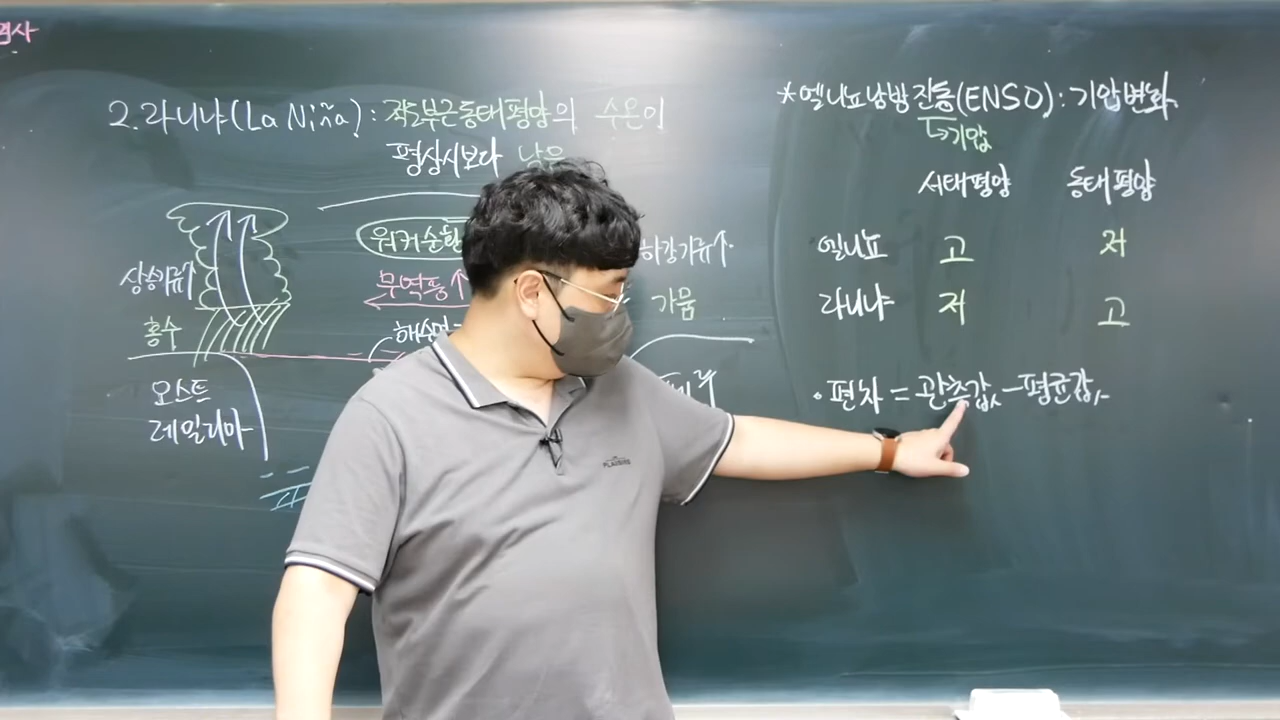 2. 라니냐(La Niña) : 적도부근 동태평양의 수온이
평상시보다 낮은
상승기류↑
워커순환
무역풍↑
하강기류↑
홍수
가뭄
오스트
레일리아
*엘니뇨남방진동(ENSO) : 기압변화
↳기압
서태평양 동태평양
엘니뇨 고 저
라니냐 저 고
· 편차 = 관측값 - 평균값